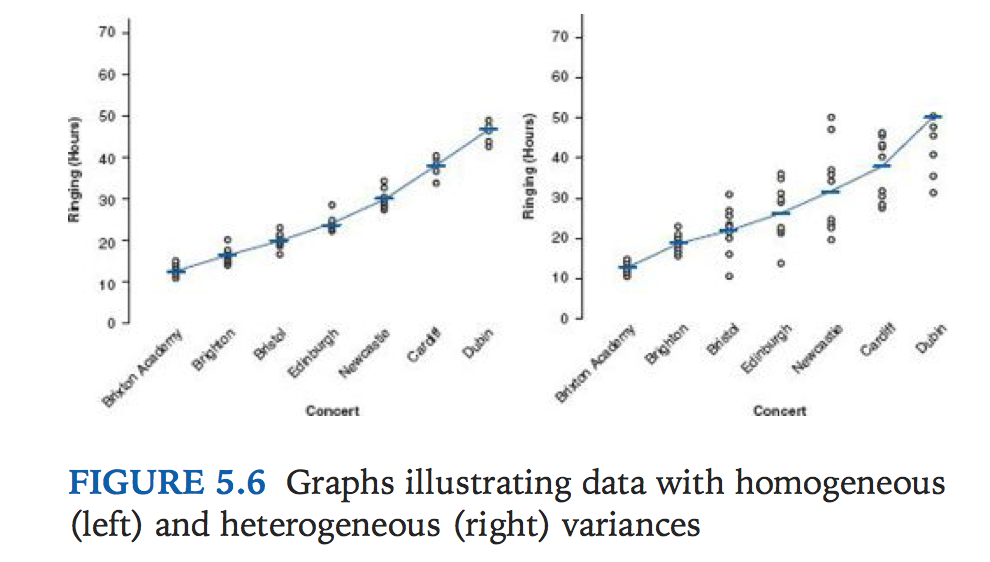 70
60
50
40
30
20
10
0
Ringing (Hours)
Brixton Academy
Brighton
Bristol
Edinburgh
Newcastle
Cardiff
Dubin
Concert
70
60
50
40
30
20
10
0
Ringing (Hours)
Brixton Academy
Brighton
Bristol
Edinburgh
Newcastle
Cardiff
Dubin
Concert
FIGURE 5.6 Graphs illustrating data with homogeneous
(left) and heterogeneous (right) variances